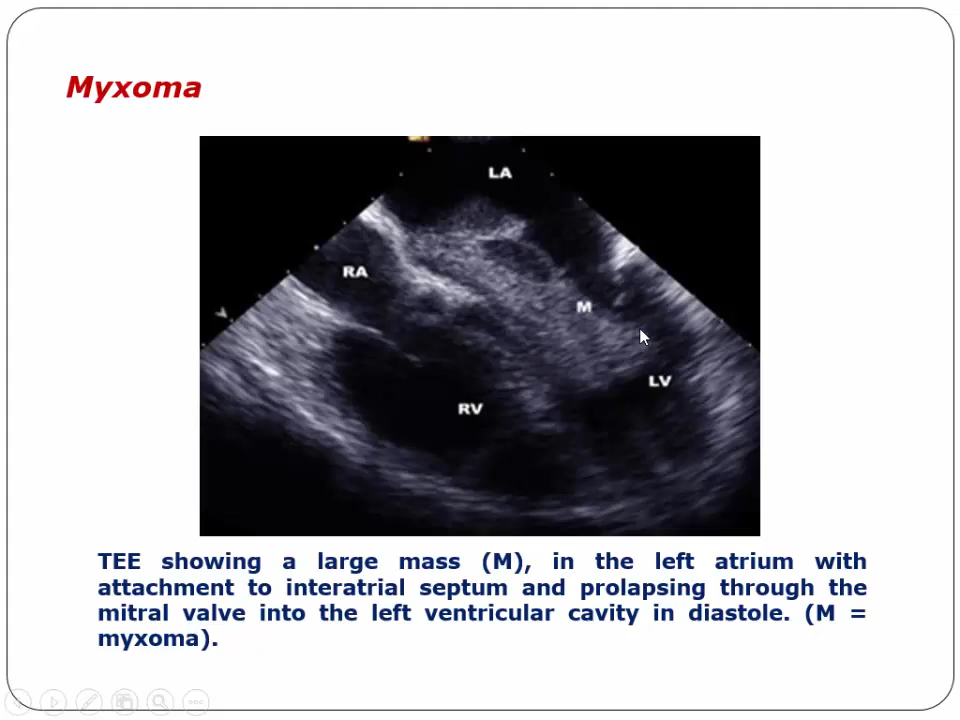 Myxoma
LA
RA
M
LV
RV
TEE showing a large mass (M), in the left atrium with
attachment to interatrial septum and prolapsing through the
mitral valve into the left ventricular cavity in diastole. (M =
myxoma).